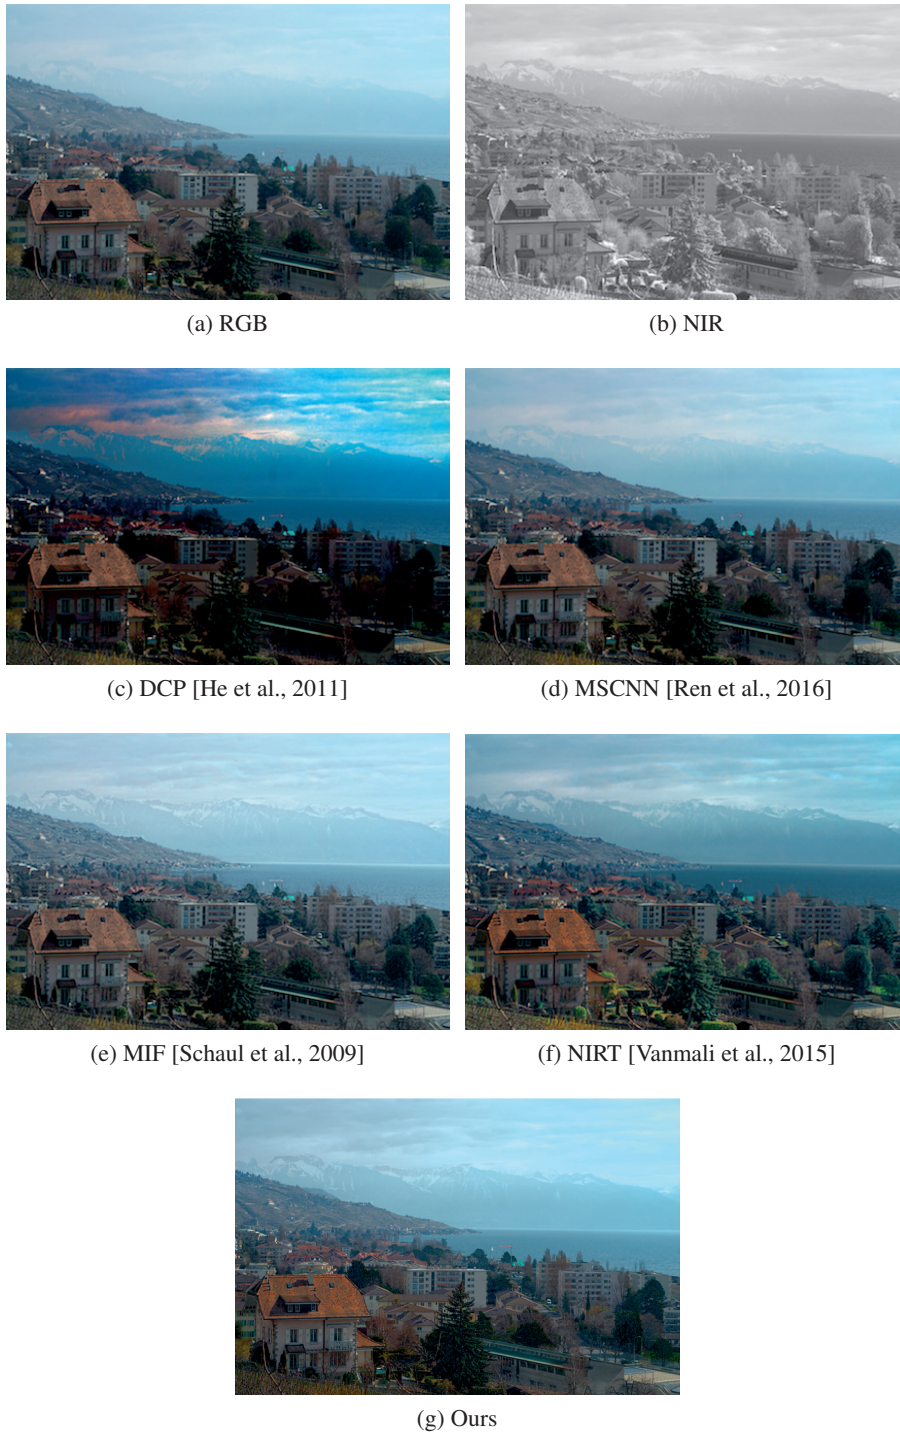 (a) RGB
(b) NIR
(c) DCP [He et al., 2011]
(d) MSCNN [Ren et al., 2016]
(e) MIF [Schaul et al., 2009]
(f) NIRT [Vanmali et al., 2015]
(g) Ours